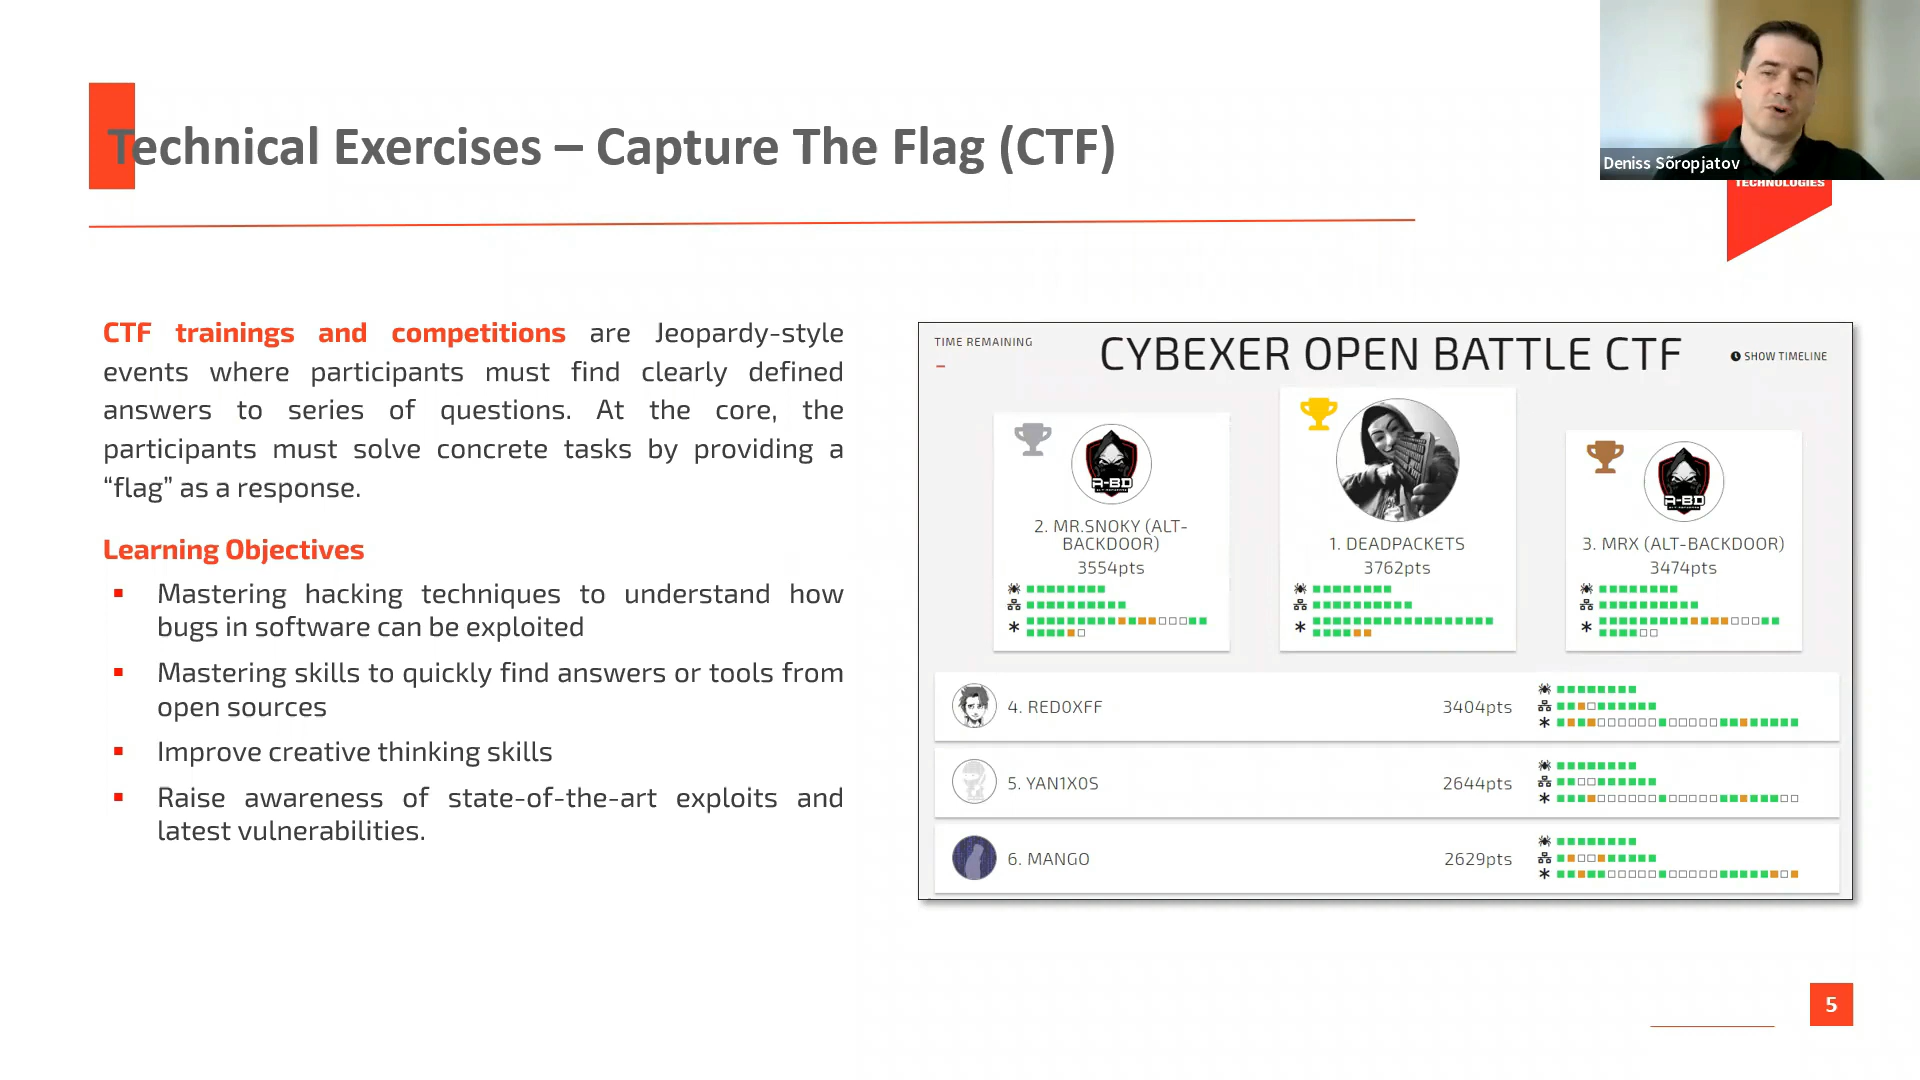 Technical Exercises – Capture The Flag (CTF)
Deniss Sõropjatov
TECHNOLOGIES
CTF trainings and competitions are Jeopardy-style
events where participants must find clearly defined
answers to series of questions. At the core, the
participants must solve concrete tasks by providing a
“flag” as a response.
Learning Objectives
Mastering hacking techniques to understand how
bugs in software can be exploited
Mastering skills to quickly find answers or tools from
open sources
Improve creative thinking skills
Raise awareness of state-of-the-art exploits and
latest vulnerabilities.
TIME REMAINING
CYBEXER OPEN BATTLE CTF
SHOW TIMELINE
A-BD
2. MR.SNOKY (ALT-
BACKDOOR)
3554pts
1. DEADPACKETS
3762pts
A-BD
3. MRX (ALT-BACKDOOR)
3474pts
4. RED0XFF
3404pts
5. YAN1X0S
2644pts
6. MANGO
2629pts
5